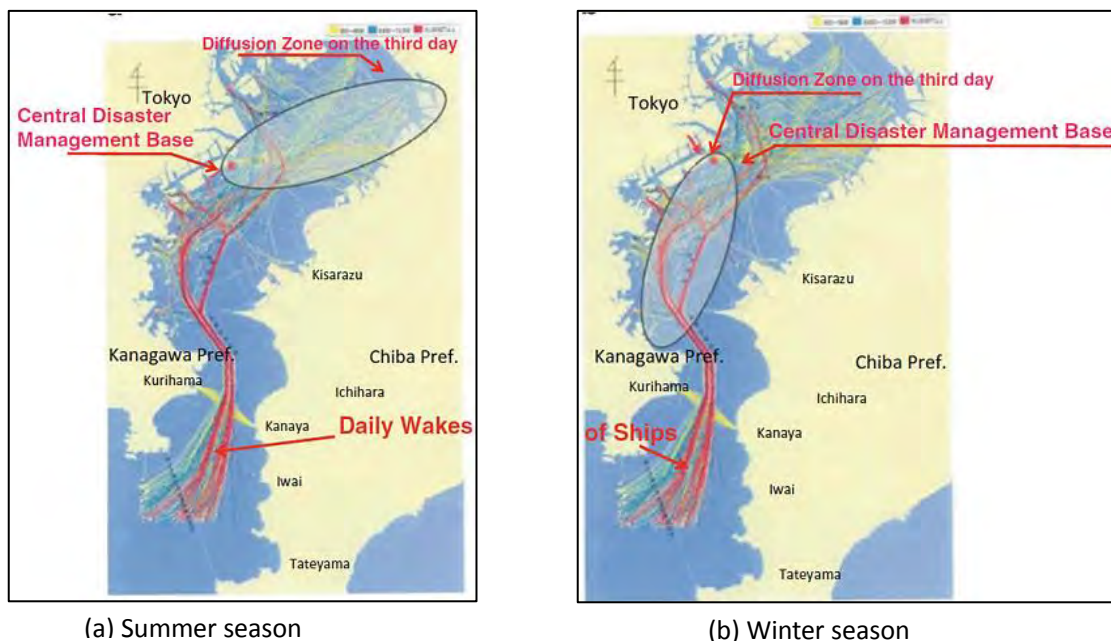 Diffusion Zone on the third day
Tokyo
Central Disaster
Management Base
Kisarazu
Kanagawa Pref.
Chiba Pref.
Kurihama
Ichihara
Kanaya
Daily Wakes
Iwai
Tateyama
(a) Summer season
Diffusion Zone on the third day
Tokyo
Central Disaster Management Base
Kisarazu
Kanagawa Pref.
Chiba Pref.
Kurihama
Ichihara
Kanaya
of Ships
Iwai
Tateyama
(b) Winter season